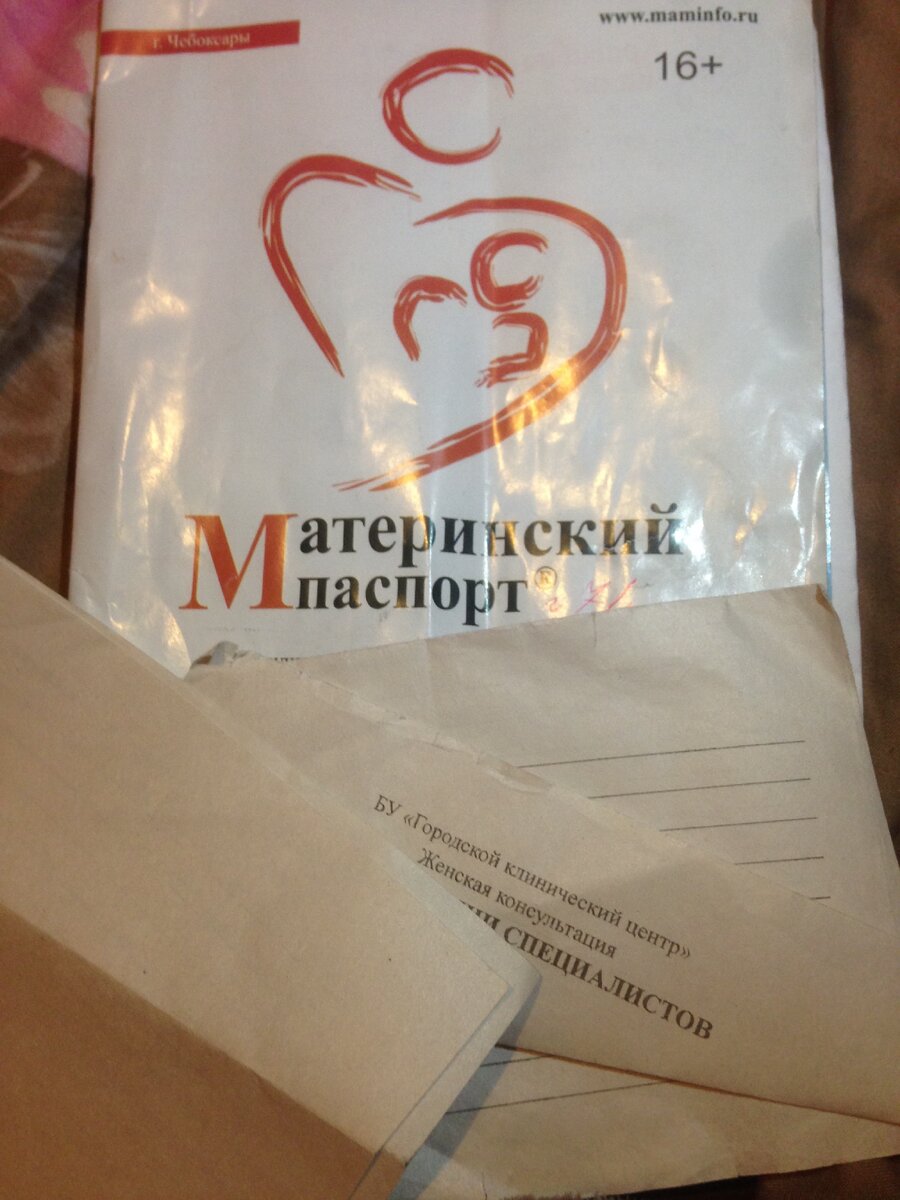 www.maminfo.ru
г. Чебоксары
16+
Материнский
паспорт®
БУ «Городской клинический центр»
Женская консультация
СПЕЦИАЛИСТОВ